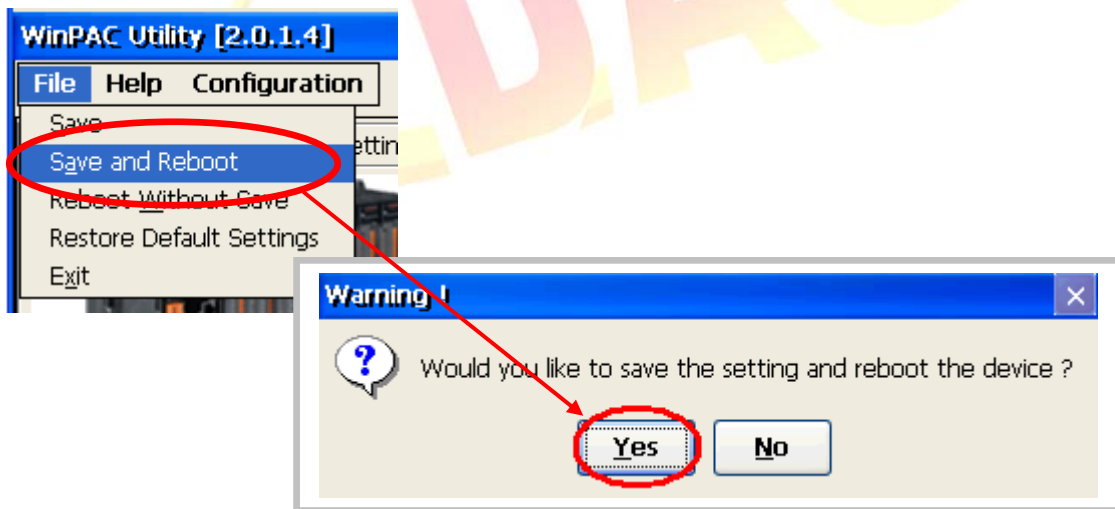 WinPAC Utility [2.0.1.4]
File Help Configuration
Save
Save and Reboot
Reboot Without Save
Restore Default Settings
Exit
Warning !
Would you like to save the setting and reboot the device ?
Yes No